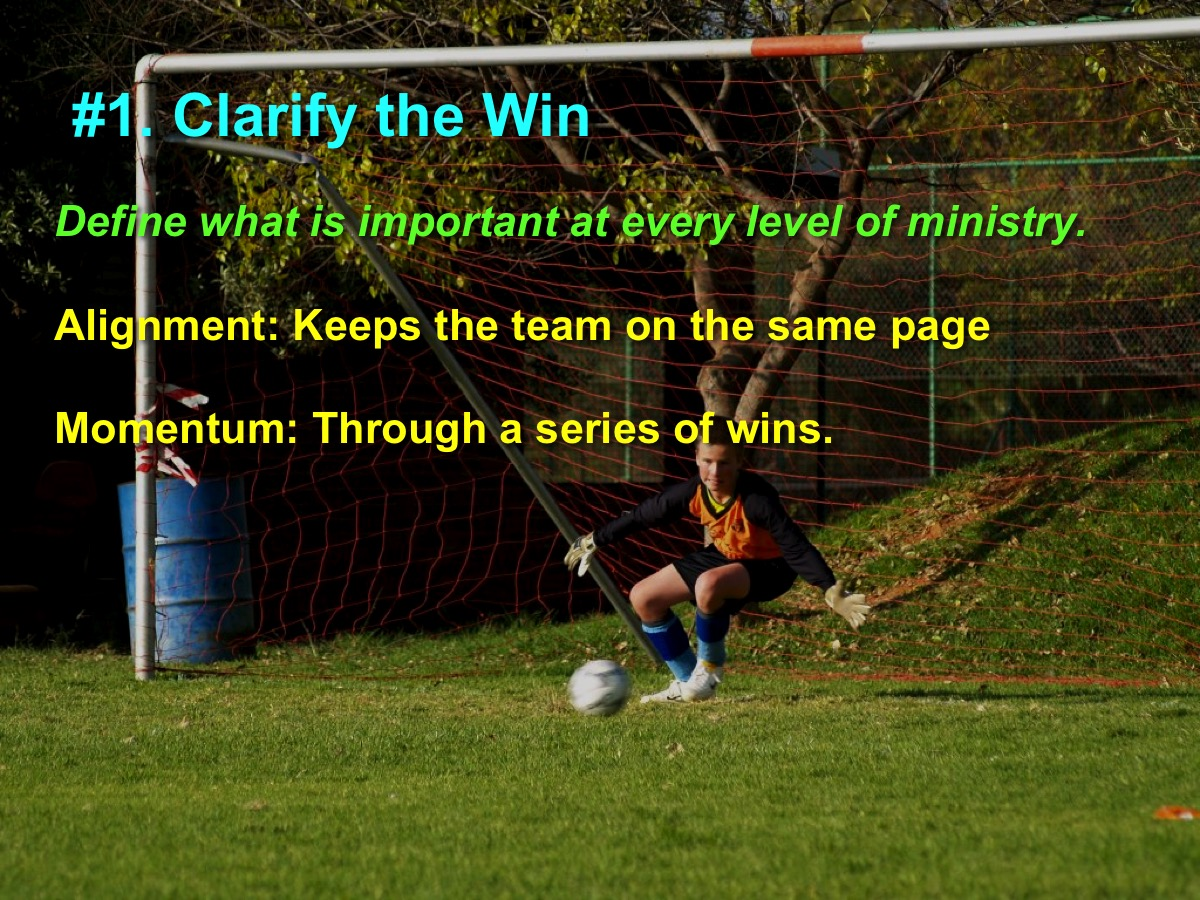 #1. Clarify the Win
Define what is important at every level of ministry.
Alignment: Keeps the team on the same page
Momentum: Through a series of wins.